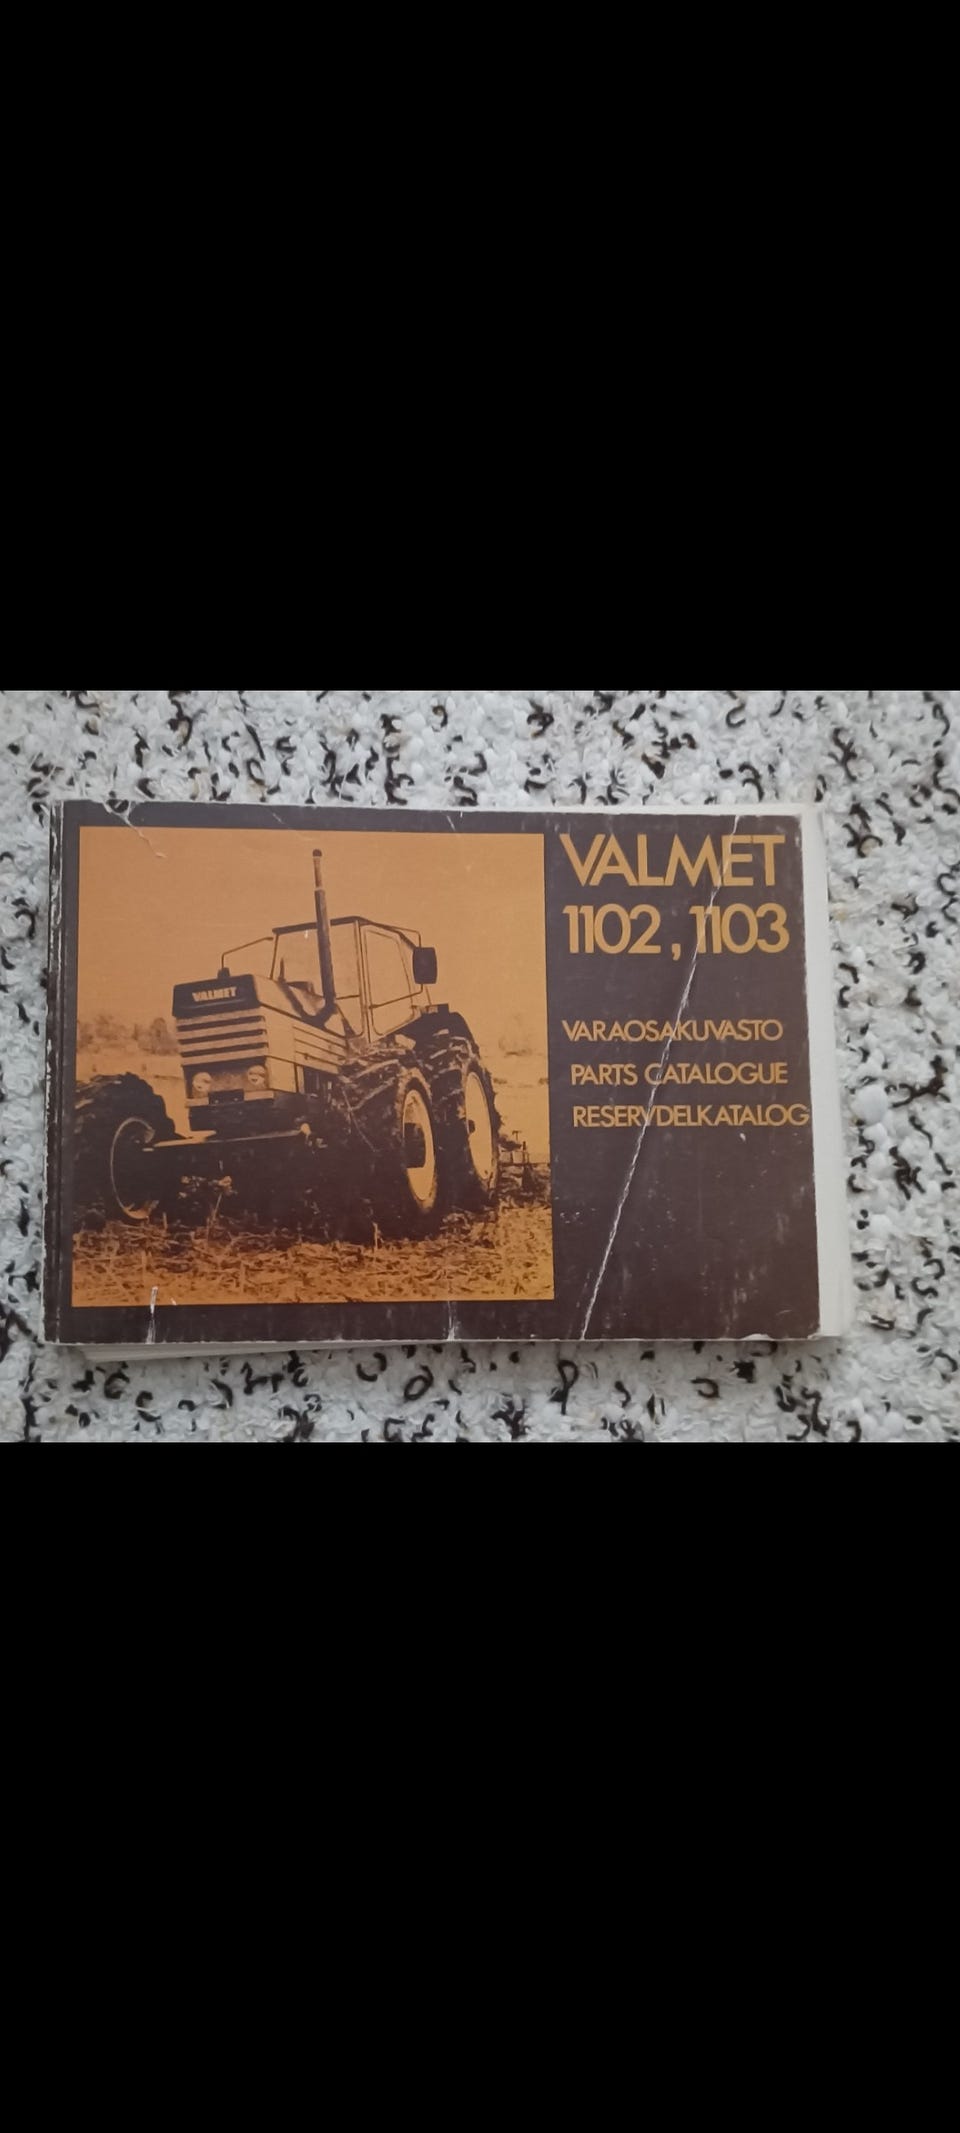 VALMET
1102, 1103
VARAOSAKUVASTO
PARTS CATALOGUE
RESERVDELKATALOG
VALMET